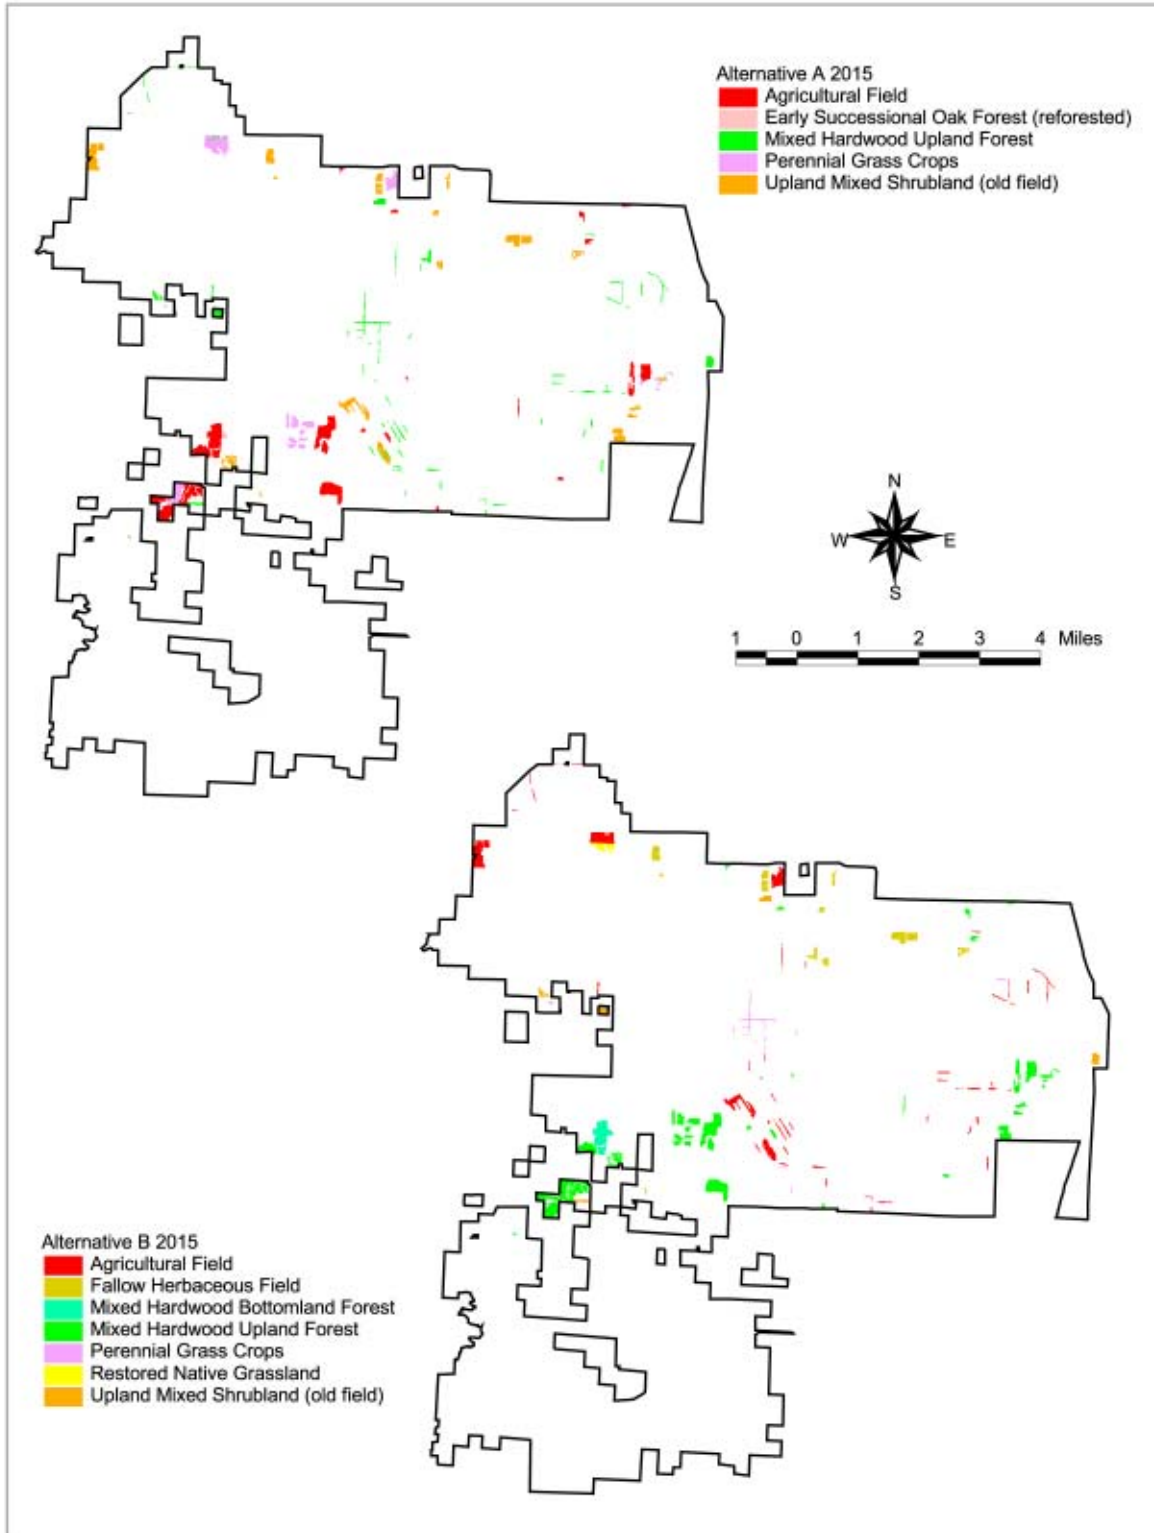 Alternative A 2015
Agricultural Field
Early Successional Oak Forest (reforested)
Mixed Hardwood Upland Forest
Perennial Grass Crops
Upland Mixed Shrubland (old field)
N
W E
S
1 0 1 2 3 4 Miles
Alternative B 2015
Agricultural Field
Fallow Herbaceous Field
Mixed Hardwood Bottomland Forest
Mixed Hardwood Upland Forest
Perennial Grass Crops
Restored Native Grassland
Upland Mixed Shrubland (old field)